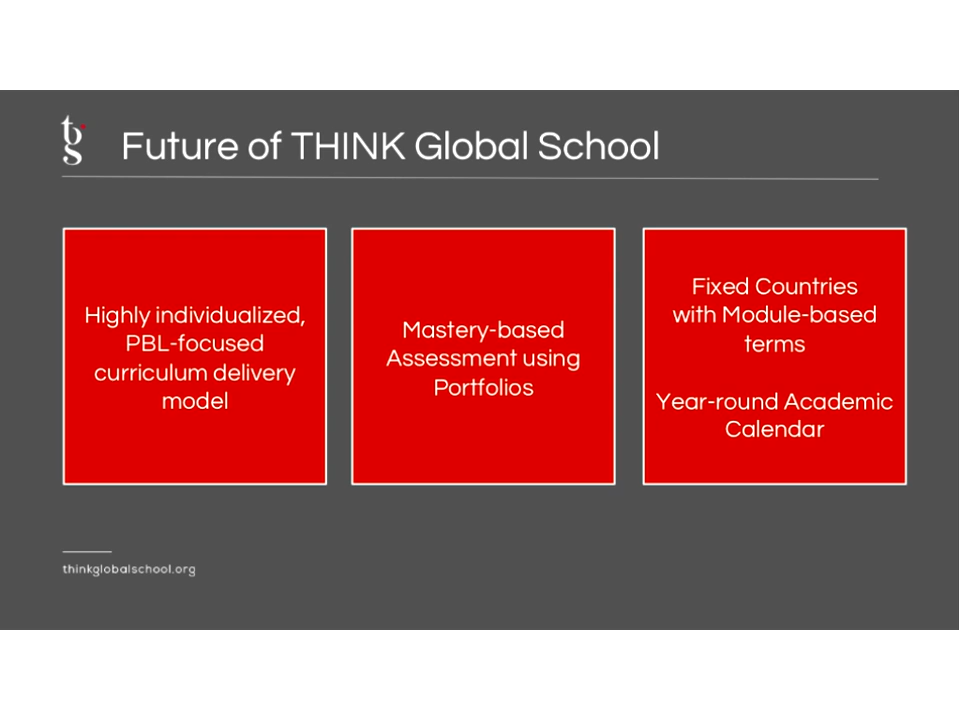 tgs
Future of THINK Global School
Highly individualized,
PBL-focused
curriculum delivery
model
Mastery-based
Assessment using
Portfolios
Fixed Countries
with Module-based
terms
Year-round Academic
Calendar
thinkglobalschool.org